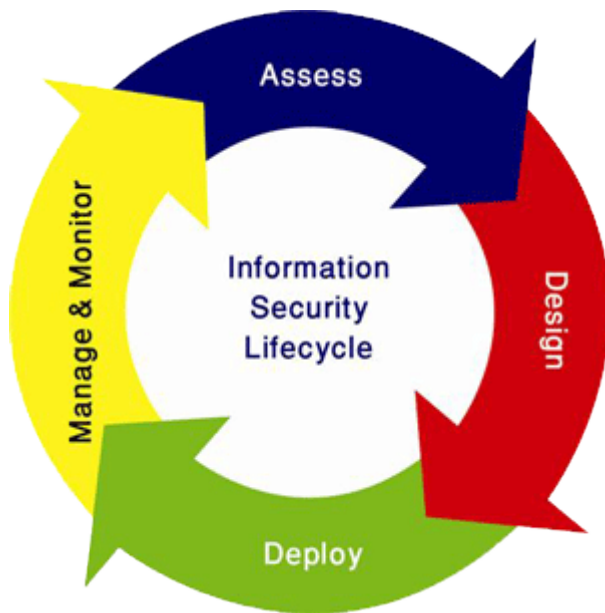 Assess
Design
Deploy
Manage & Monitor
Information
Security
Lifecycle